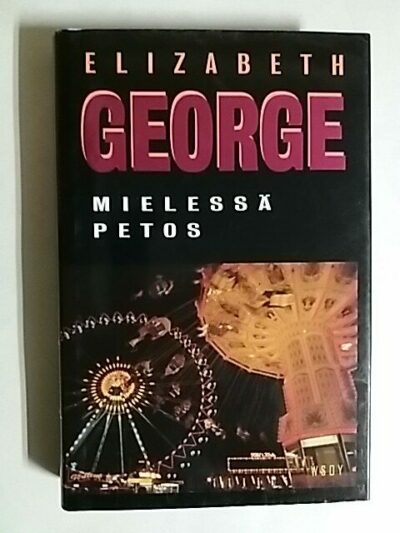 ELIZABETH
GEORGE
MIELESSÄ
PETOS
WSOY